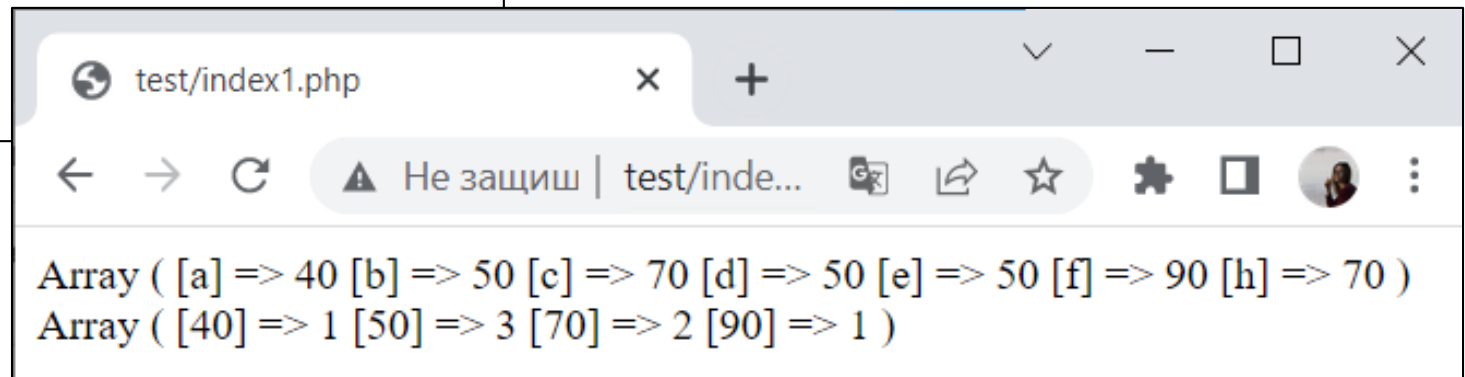 test/index1.php
Не защищ | test/inde...
Array ( [a] => 40 [b] => 50 [c] => 70 [d] => 50 [e] => 50 [f] => 90 [h] => 70 )
Array ( [40] => 1 [50] => 3 [70] => 2 [90] => 1 )